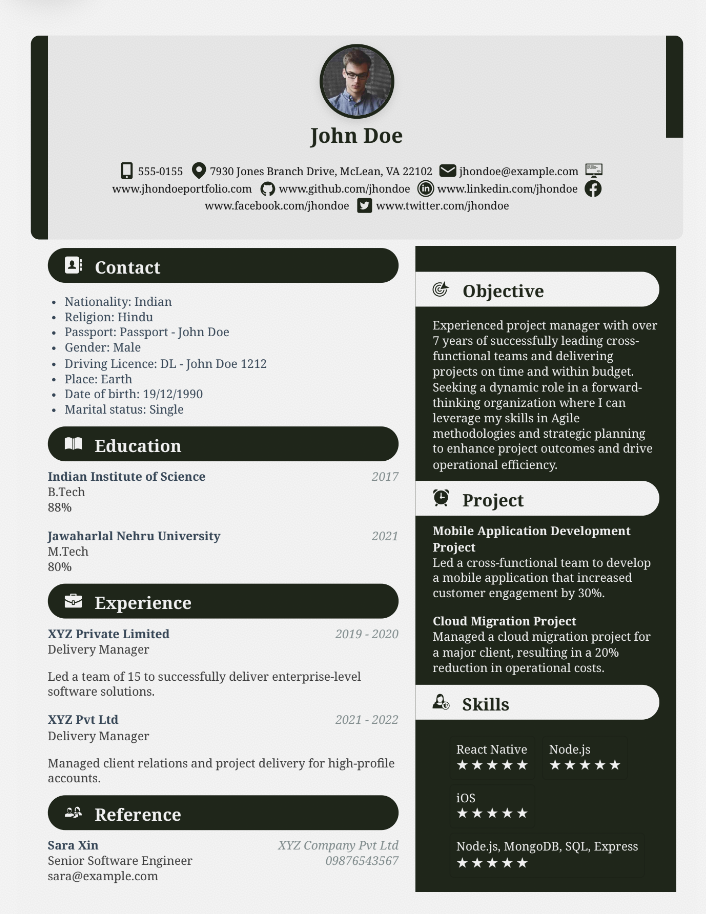 John Doe
555-0155 7930 Jones Branch Drive, McLean, VA 22102 jhondoe@example.com
www.jhondoeportfolio.com www.github.com/jhondoe www.linkedin.com/jhondoe
www.facebook.com/jhondoe www.twitter.com/jhondoe
Contact
Nationality: Indian
Religion: Hindu
Passport: Passport - John Doe
Gender: Male
Driving Licence: DL - John Doe 1212
Place: Earth
Date of birth: 19/12/1990
Marital status: Single
Education
Indian Institute of Science 2017
B.Tech
88%
Jawaharlal Nehru University 2021
M.Tech
80%
Experience
XYZ Private Limited 2019 - 2020
Delivery Manager
Led a team of 15 to successfully deliver enterprise-level
software solutions.
XYZ Pvt Ltd 2021 - 2022
Delivery Manager
Managed client relations and project delivery for high-profile
accounts.
Reference
Sara Xin XYZ Company Pvt Ltd
Senior Software Engineer 09876543567
sara@example.com
Objective
Experienced project manager with over
7 years of successfully leading cross-
functional teams and delivering
projects on time and within budget.
Seeking a dynamic role in a forward-
thinking organization where I can
leverage my skills in Agile
methodologies and strategic planning
to enhance project outcomes and drive
operational efficiency.
Project
Mobile Application Development
Project
Led a cross-functional team to develop
a mobile application that increased
customer engagement by 30%.
Cloud Migration Project
Managed a cloud migration project for
a major client, resulting in a 20%
reduction in operational costs.
Skills
React Native Node.js
★★★★★ ★★★★★
iOS
★★★★★
Node.js, MongoDB, SQL, Express
★★★★★